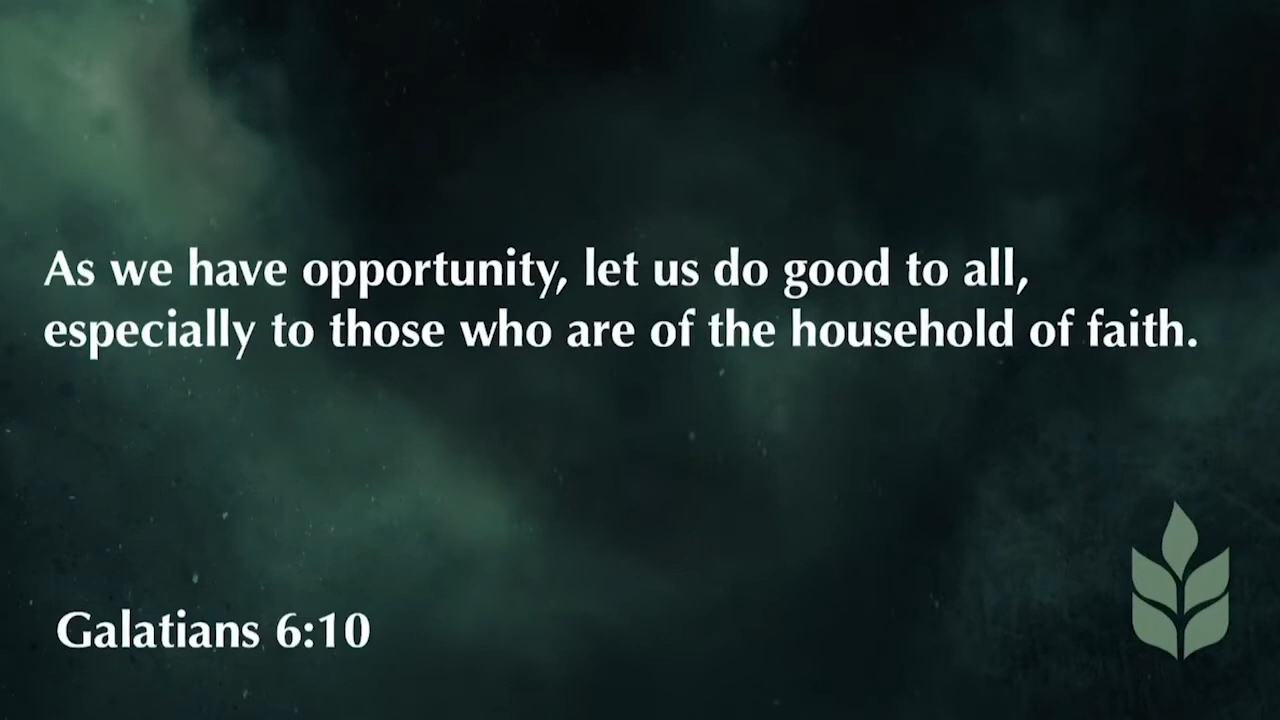 As we have opportunity, let us do good to all,
especially to those who are of the household of faith.
Galatians 6:10